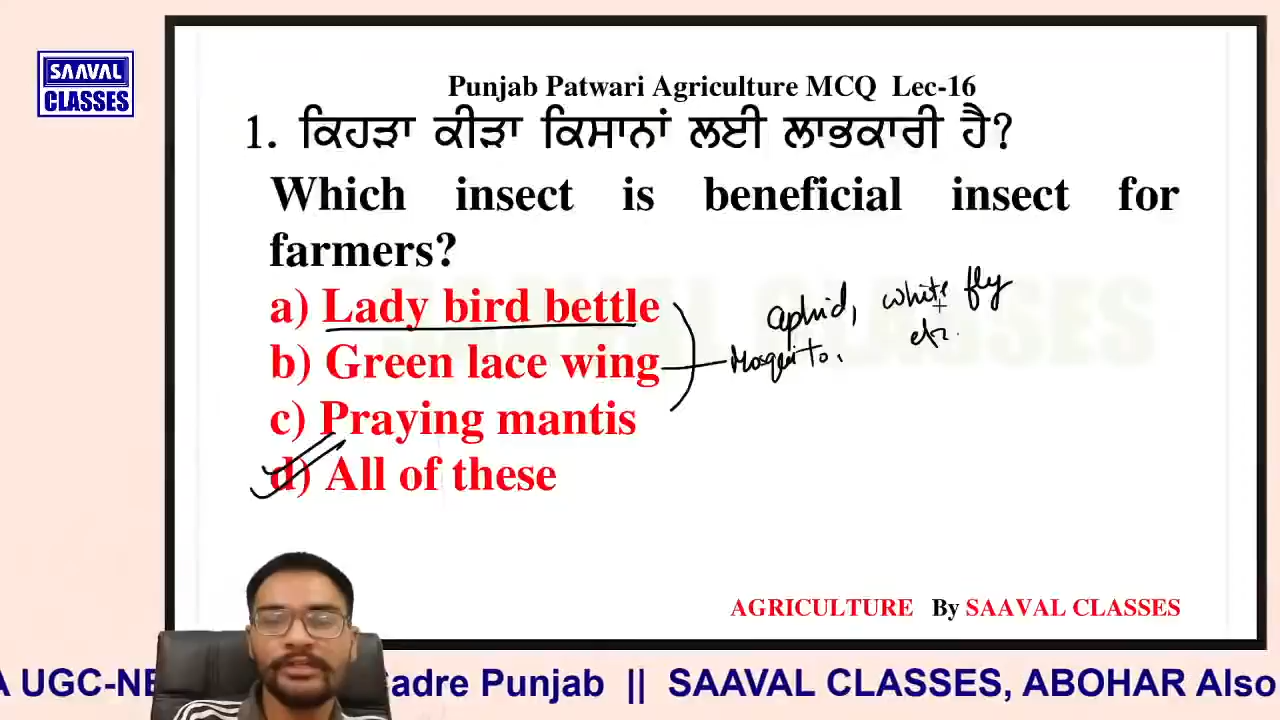 SAAVAL
CLASSES
Punjab Patwari Agriculture MCQ Lec-16
1. ਕਿਹੜਾ ਕੀੜਾ ਕਿਸਾਨਾਂ ਲਈ ਲਾਭਕਾਰੀ ਹੈ?
Which insect is beneficial insect for
farmers?
a) Lady bird bettle
b) Green lace wing
c) Praying mantis
d) All of these
aphid, white fly
Mosquito, etc.
SAAVAL CLASSES
AGRICULTURE By SAAVAL CLASSES
A UGC-NE adre Punjab || SAAVAL CLASSES, ABOHAR Also